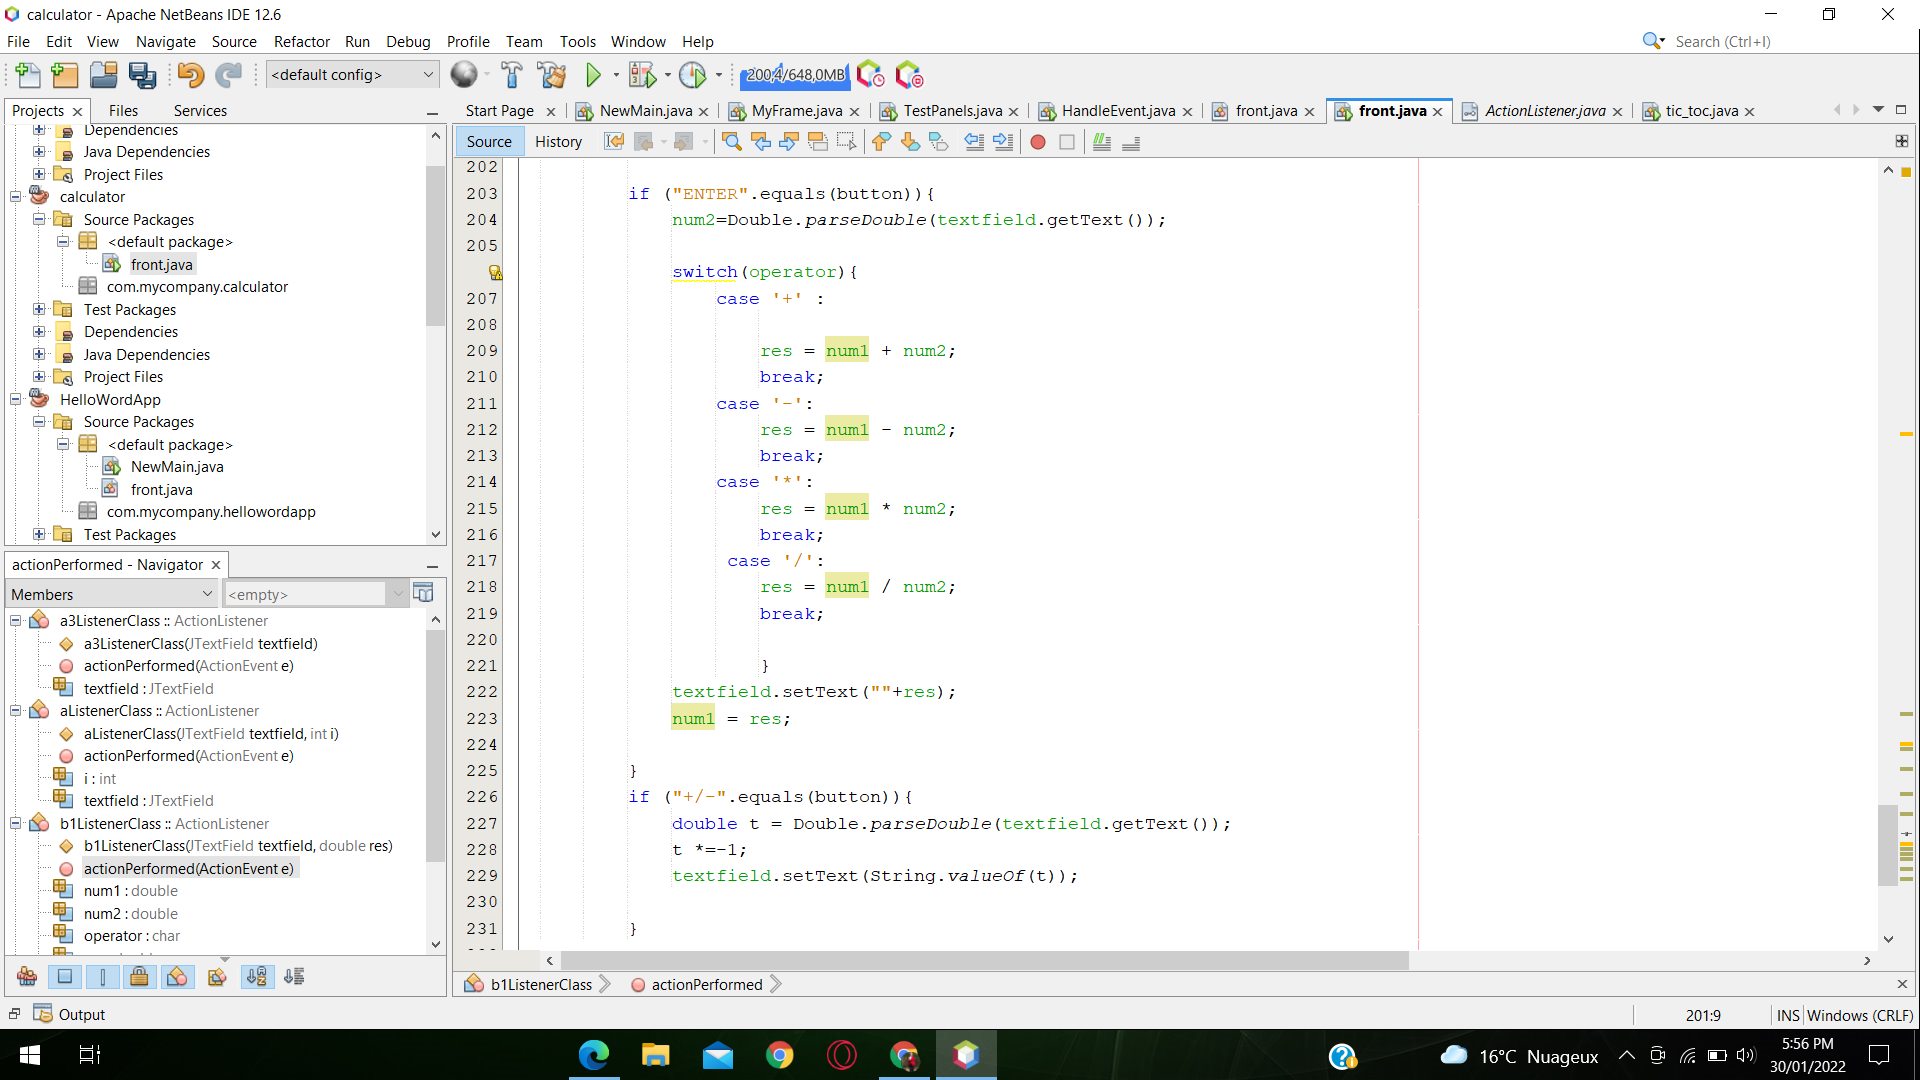 calculator - Apache NetBeans IDE 12.6
File Edit View Navigate Source Refactor Run Debug Profile Team Tools Window Help
Search (Ctrl+I)
<default config>
200,4/648,0MB
Projects Files Services
Dependencies
Java Dependencies
Project Files
calculator
Source Packages
<default package>
front.java
com.mycompany.calculator
Test Packages
Dependencies
Java Dependencies
Project Files
HelloWordApp
Source Packages
<default package>
NewMain.java
front.java
com.mycompany.hellowordapp
Test Packages
actionPerformed - Navigator
Members
<empty>
a3ListenerClass :: ActionListener
a3ListenerClass(JTextField textfield)
actionPerformed(ActionEvent e)
textfield : JTextField
aListenerClass :: ActionListener
aListenerClass(JTextField textfield, int i)
actionPerformed(ActionEvent e)
i : int
textfield : JTextField
b1ListenerClass :: ActionListener
b1ListenerClass(JTextField textfield, double res)
actionPerformed(ActionEvent e)
num1 : double
num2 : double
operator : char
Start Page NewMain.java MyFrame.java TestPanels.java HandleEvent.java front.java front.java ActionListener.java tic_toc.java
Source History
202
203 if ("ENTER".equals(button)){
204 num2=Double.parseDouble(textfield.getText());
205
switch(operator){
207 case '+' :
208
209 res = num1 + num2;
210 break;
211 case '-':
212 res = num1 - num2;
213 break;
214 case '*':
215 res = num1 * num2;
216 break;
217 case '/':
218 res = num1 / num2;
219 break;
220
221 }
222 textfield.setText(""+res);
223 num1 = res;
224
225 }
226 if ("+/-".equals(button)){
227 double t = Double.parseDouble(textfield.getText());
228 t *=-1;
229 textfield.setText(String.valueOf(t));
230
231 }
b1ListenerClass actionPerformed
Output
201:9 INS Windows (CRLF)
16°C Nuageux
5:56 PM
30/01/2022